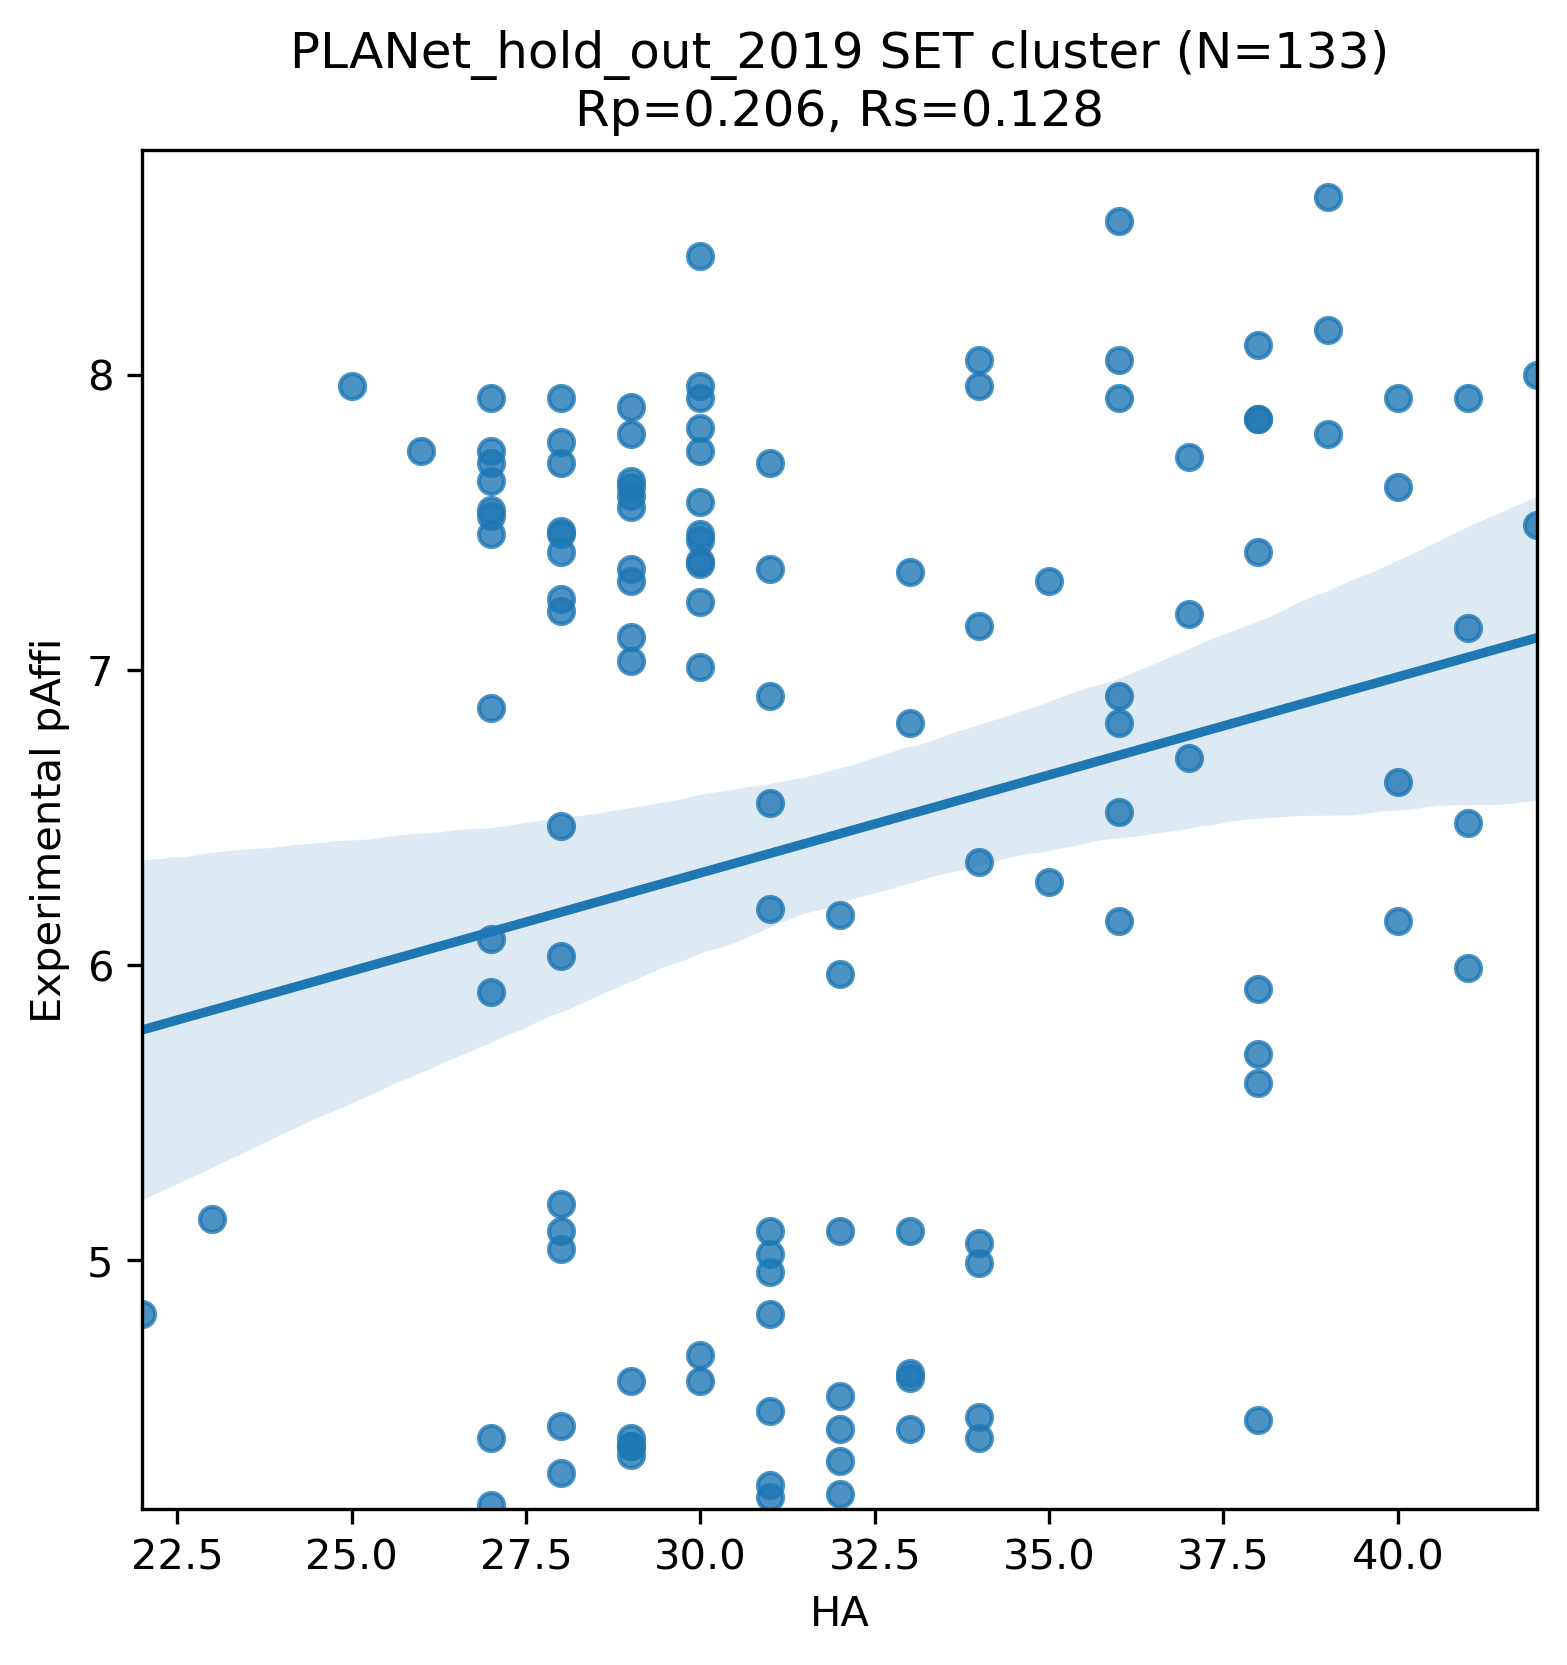 PLANet_hold_out_2019 SET cluster (N=133)
Rp=0.206, Rs=0.128
Experimental pAffi
8
7
6
5
22.5 25.0 27.5 30.0 32.5 35.0 37.5 40.0
HA